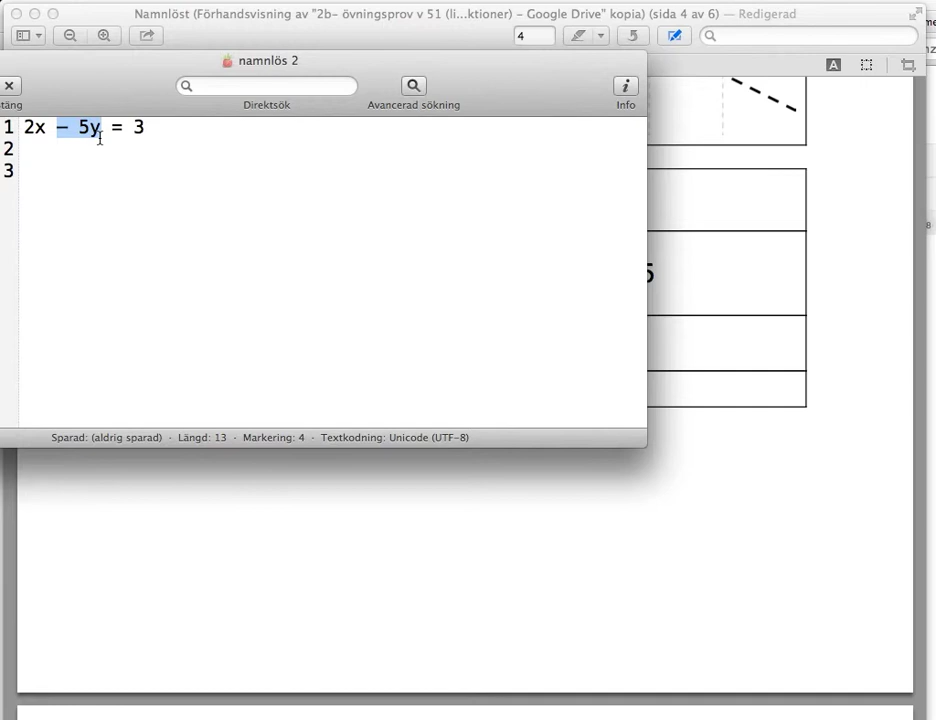 Namnlöst (Förhandsvisning av "2b- övningsprov v 51 (li...ktioner) – Google Drive" kopia) (sida 4 av 6) — Redigerad
4
namnlös 2
täng
Direktsök
Avancerad sökning
Info
1 2x – 5y = 3
2
3
5
8
Sparad: (aldrig sparad) · Längd: 13 · Markering: 4 · Textkodning: Unicode (UTF-8)